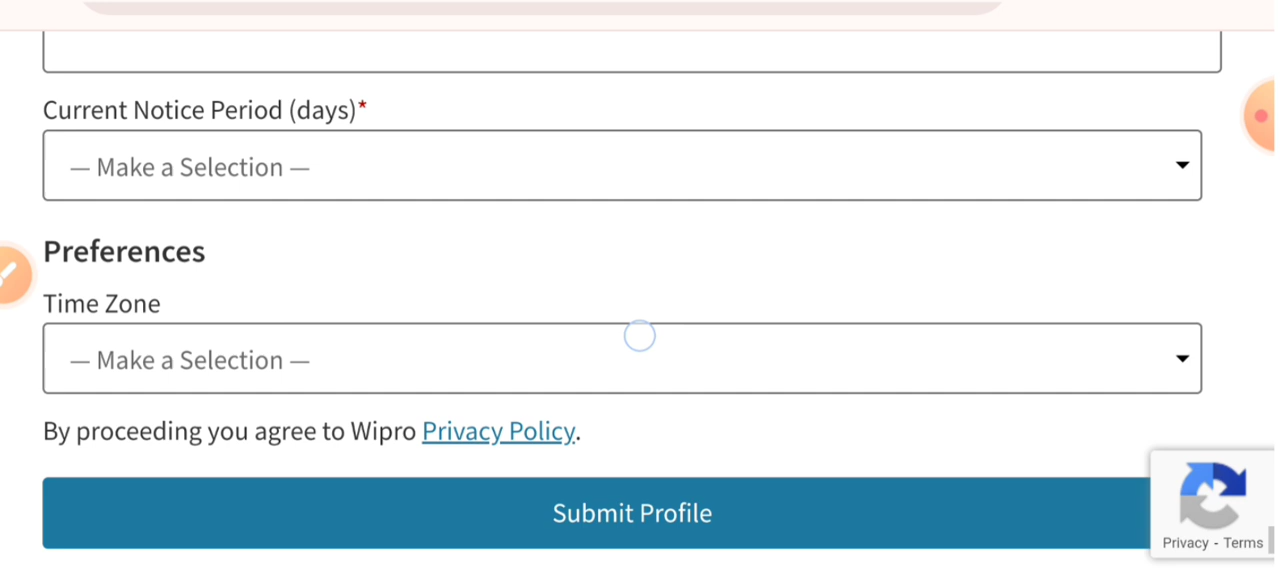 Current Notice Period (days)*
— Make a Selection —
Preferences
Time Zone
— Make a Selection —
By proceeding you agree to Wipro Privacy Policy.
Submit Profile
Privacy - Terms